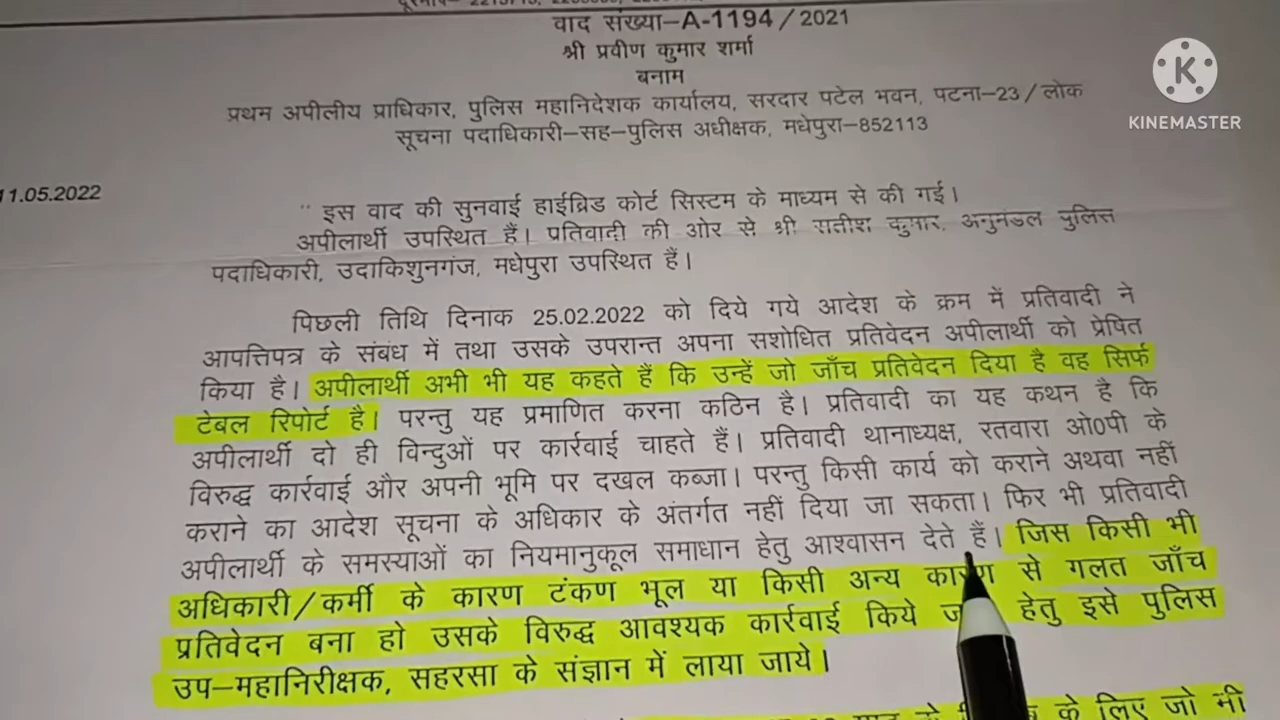 वाद संख्या–A-1194/2021
श्री प्रवीण कुमार शर्मा
बनाम
प्रथम अपीलीय प्राधिकार, पुलिस महानिदेशक कार्यालय, सरदार पटेल भवन, पटना–23/लोक
सूचना पदाधिकारी–सह–पुलिस अधीक्षक, मधेपुरा–852113
KINEMASTER
11.05.2022
इस वाद की सुनवाई हाईब्रिड कोर्ट सिस्टम के माध्यम से की गई।
अपीलार्थी उपस्थित हैं। प्रतिवादी की ओर से श्री सतीश कुमार, अनुमंडल पुलिस
पदाधिकारी, उदाकिशुनगंज, मधेपुरा उपस्थित हैं।
पिछली तिथि दिनाक 25.02.2022 को दिये गये आदेश के क्रम में प्रतिवादी ने
आपत्तिपत्र के संबंध में तथा उसके उपरान्त अपना सशोधित प्रतिवेदन अपीलार्थी को प्रेषित
किया है। अपीलार्थी अभी भी यह कहते हैं कि उन्हें जो जाँच प्रतिवेदन दिया है वह सिर्फ
टेबल रिपोर्ट है। परन्तु यह प्रमाणित करना कठिन है। प्रतिवादी का यह कथन है कि
अपीलार्थी दो ही विन्दुओं पर कार्रवाई चाहते हैं। प्रतिवादी थानाध्यक्ष, रतवारा ओ0पी के
विरुद्ध कार्रवाई और अपनी भूमि पर दखल कब्जा। परन्तु किसी कार्य को कराने अथवा नहीं
कराने का आदेश सूचना के अधिकार के अंतर्गत नहीं दिया जा सकता। फिर भी प्रतिवादी
अपीलार्थी के समस्याओं का नियमानुकूल समाधान हेतु आश्वासन देते हैं। जिस किसी भी
अधिकारी/कर्मी के कारण टंकण भूल या किसी अन्य कारण से गलत जाँच
प्रतिवेदन बना हो उसके विरुद्ध आवश्यक कार्रवाई किये हेतु इसे पुलिस
उप–महानिरीक्षक, सहरसा के संज्ञान में लाया जाये।
के लिए जो भी